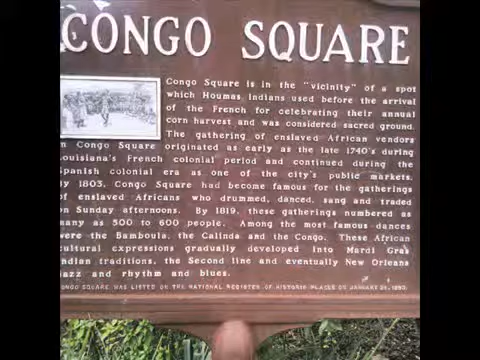 CONGO SQUARE
Congo Square is in the "vicinity" of a spot
which Houmas Indians used before the arrival
of the French for celebrating their annual
corn harvest and was considered sacred ground.
The gathering of enslaved African vendors
in Congo Square originated as early as the late 1740's during
Louisiana's French colonial period and continued during the
Spanish colonial era as one of the city's public markets.
By 1803, Congo Square had become famous for the gatherings
of enslaved Africans who drummed, danced, sang and traded
on Sunday afternoons. By 1819, these gatherings numbered as
many as 500 to 600 people. Among the most famous dances
were the Bamboula, the Calinda and the Congo. These African
cultural expressions gradually developed into Mardi Gras
Indian traditions, the Second line and eventually New Orleans
jazz and rhythm and blues.
CONGO SQUARE WAS LISTED ON THE NATIONAL REGISTER OF HISTORIC PLACES ON JANUARY 28, 1993.